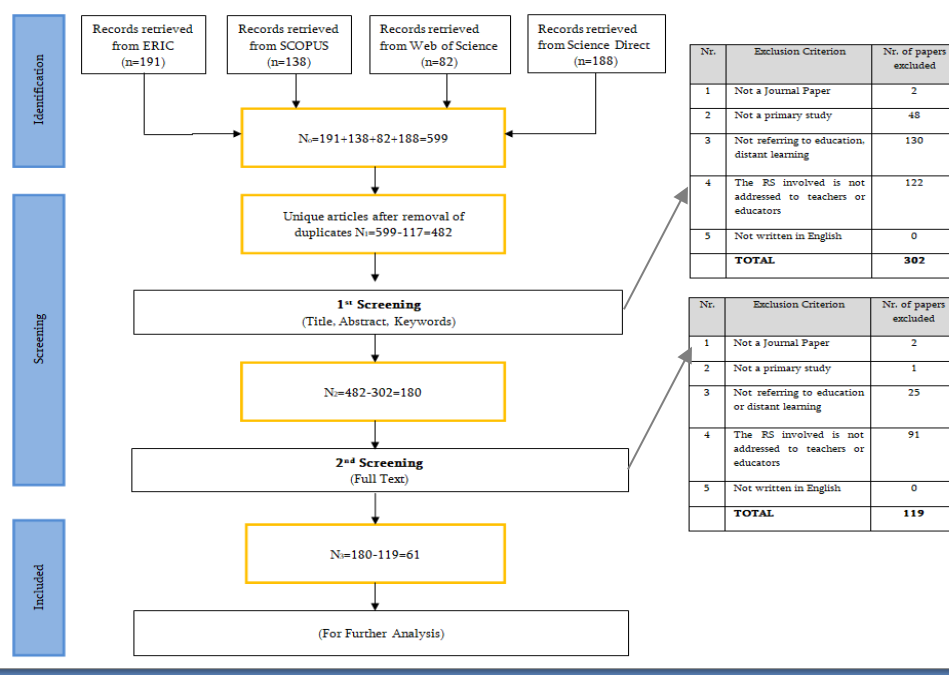 Identification
Records retrieved
from ERIC
(n=191)
Records retrieved
from SCOPUS
(n=138)
Records retrieved
from Web of Science
(n=82)
Records retrieved
from Science Direct
(n=188)
N₀=191+138+82+188=599
Screening
Unique articles after removal of
duplicates N₁=599-117=482
1st Screening
(Title, Abstract, Keywords)
N₂=482-302=180
2nd Screening
(Full Text)
Included
N₃=180-119=61
(For Further Analysis)
Nr. Exclusion Criterion Nr. of papers
excluded
1 Not a Journal Paper 2
2 Not a primary study 48
3 Not referring to education, 130
distant learning
4 The RS involved is not 122
addressed to teachers or
educators
5 Not written in English 0
TOTAL 302
Nr. Exclusion Criterion Nr. of papers
excluded
1 Not a Journal Paper 2
2 Not a primary study 1
3 Not referring to education 25
or distant learning
4 The RS involved is not 91
addressed to teachers or
educators
5 Not written in English 0
TOTAL 119